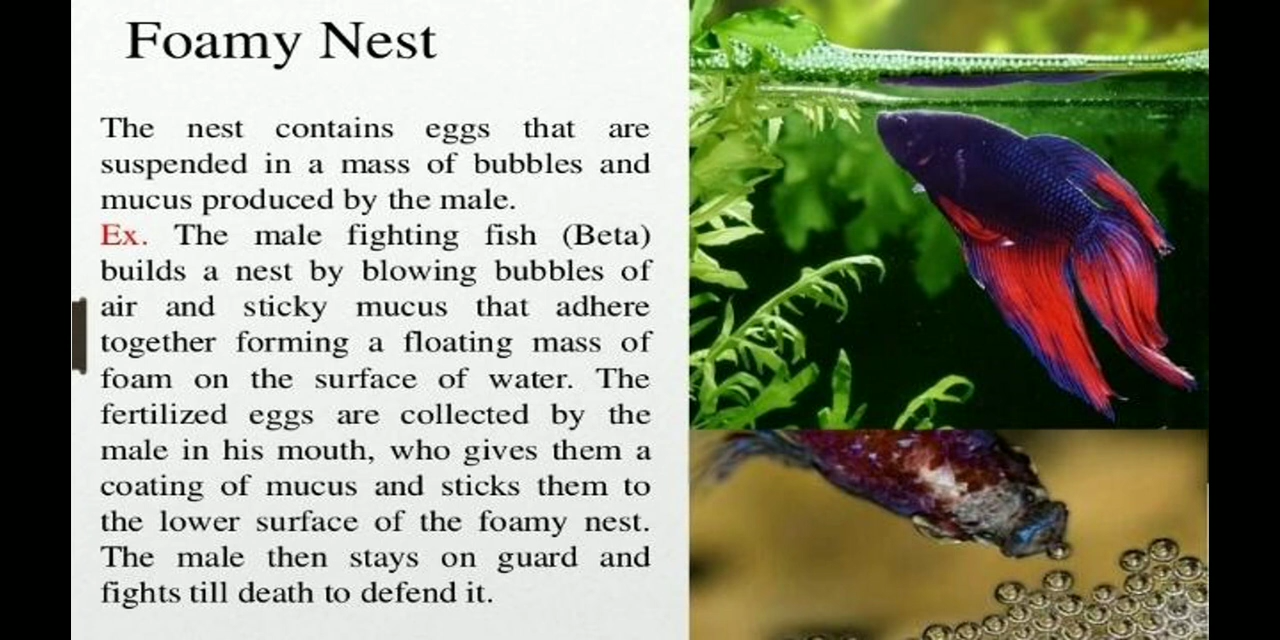 Foamy Nest
The nest contains eggs that are
suspended in a mass of bubbles and
mucus produced by the male.
Ex. The male fighting fish (Beta)
builds a nest by blowing bubbles of
air and sticky mucus that adhere
together forming a floating mass of
foam on the surface of water. The
fertilized eggs are collected by the
male in his mouth, who gives them a
coating of mucus and sticks them to
the lower surface of the foamy nest.
The male then stays on guard and
fights till death to defend it.